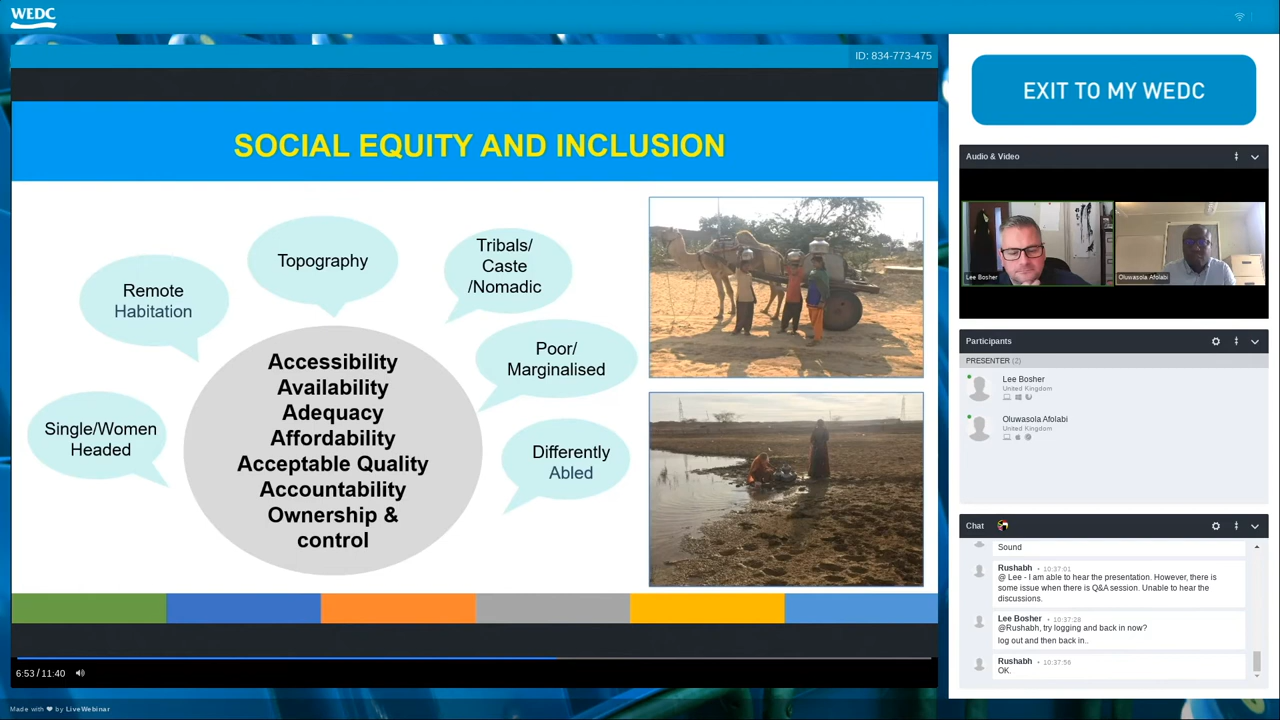 WEDC
ID: 834-773-475
SOCIAL EQUITY AND INCLUSION
Topography
Tribals/
Caste
/Nomadic
Remote
Habitation
Poor/
Marginalised
Single/Women
Headed
Differently
Abled
Accessibility
Availability
Adequacy
Affordability
Acceptable Quality
Accountability
Ownership &
control
6:53 / 11:40
Made with ❤ by LiveWebinar
EXIT TO MY WEDC
Audio & Video
Lee Bosher
Oluwasola Afolabi
Participants
PRESENTER (2)
Lee Bosher
United Kingdom
Oluwasola Afolabi
United Kingdom
Chat
Sound
Rushabh • 10:37:01
@ Lee - I am able to hear the presentation. However, there is
some issue when there is Q&A session. Unable to hear the
discussions.
Lee Bosher • 10:37:28
@Rushabh, try logging and back in now?
log out and then back in..
Rushabh • 10:37:56
OK.